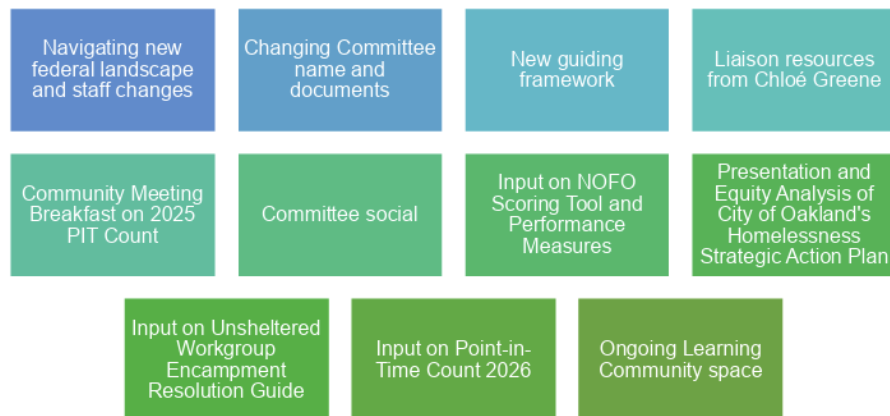 Navigating new
federal landscape
and staff changes
Changing Committee
name and
documents
New guiding
framework
Liaison resources
from Chloé Greene
Community Meeting
Breakfast on 2025
PIT Count
Committee social
Input on NOFO
Scoring Tool and
Performance
Measures
Presentation and
Equity Analysis of
City of Oakland's
Homelessness
Strategic Action Plan
Input on Unsheltered
Workgroup
Encampment
Resolution Guide
Input on Point-in-
Time Count 2026
Ongoing Learning
Community space